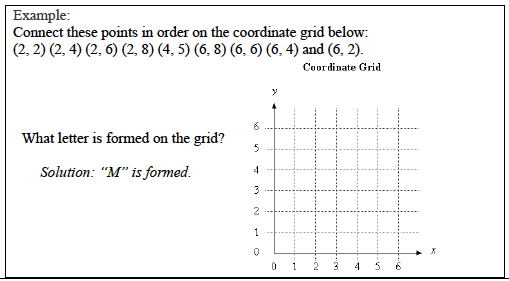 Example:
Connect these points in order on the coordinate grid below:
(2, 2) (2, 4) (2, 6) (2, 8) (4, 5) (6, 8) (6, 6) (6, 4) and (6, 2).
Coordinate Grid
y
What letter is formed on the grid?
Solution: “M” is formed.
6
5
4
3
2
1
0
x
0 1 2 3 4 5 6